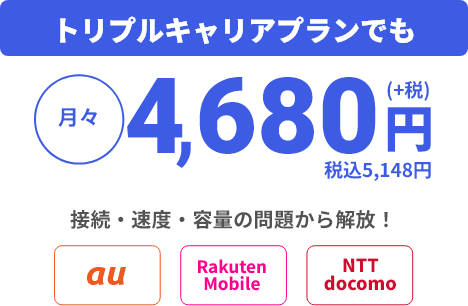 トリプルキャリアプランでも
月々
4,680円
(+税)
税込5,148円
接続・速度・容量の問題から解放！
au
Rakuten
Mobile
NTT
docomo